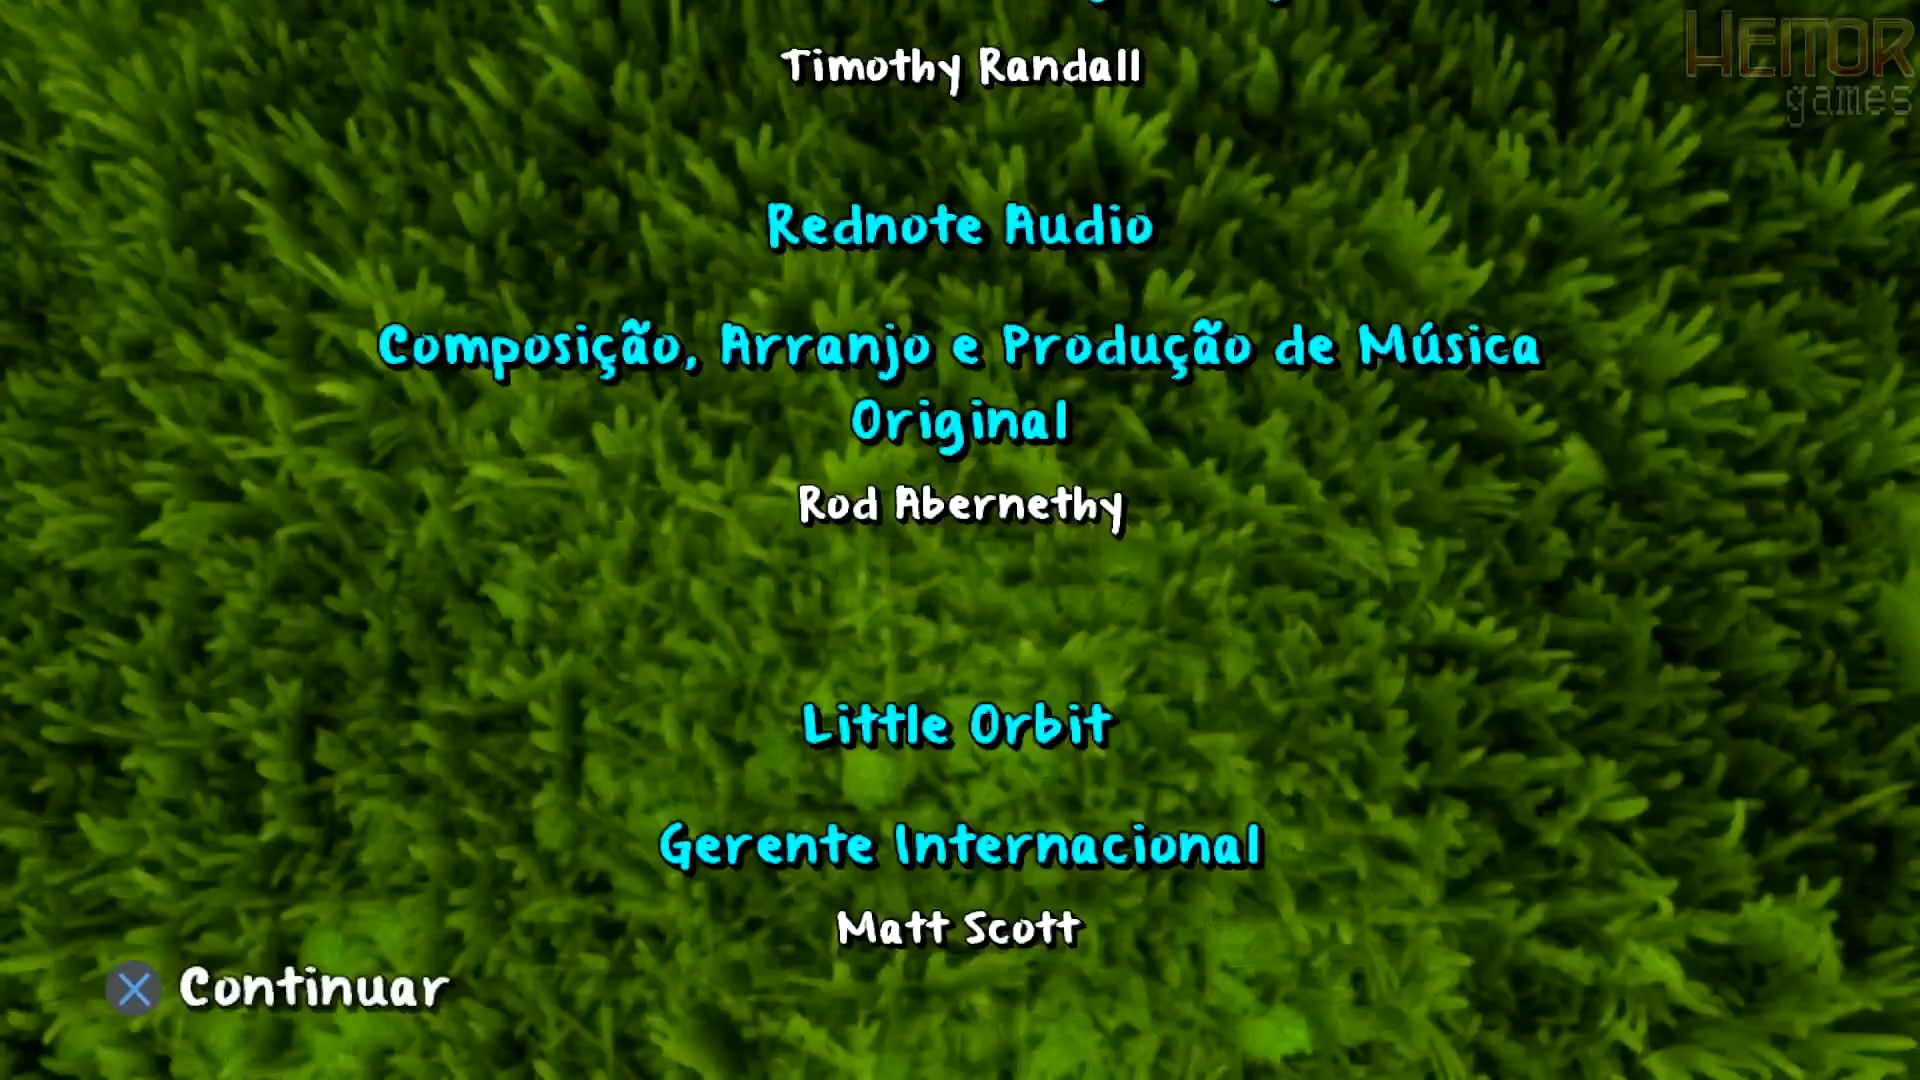 HEITOR
games
Timothy Randall
Rednote Audio
Composição, Arranjo e Produção de Música
Original
Rod Abernethy
Little Orbit
Gerente Internacional
Matt Scott
Continuar